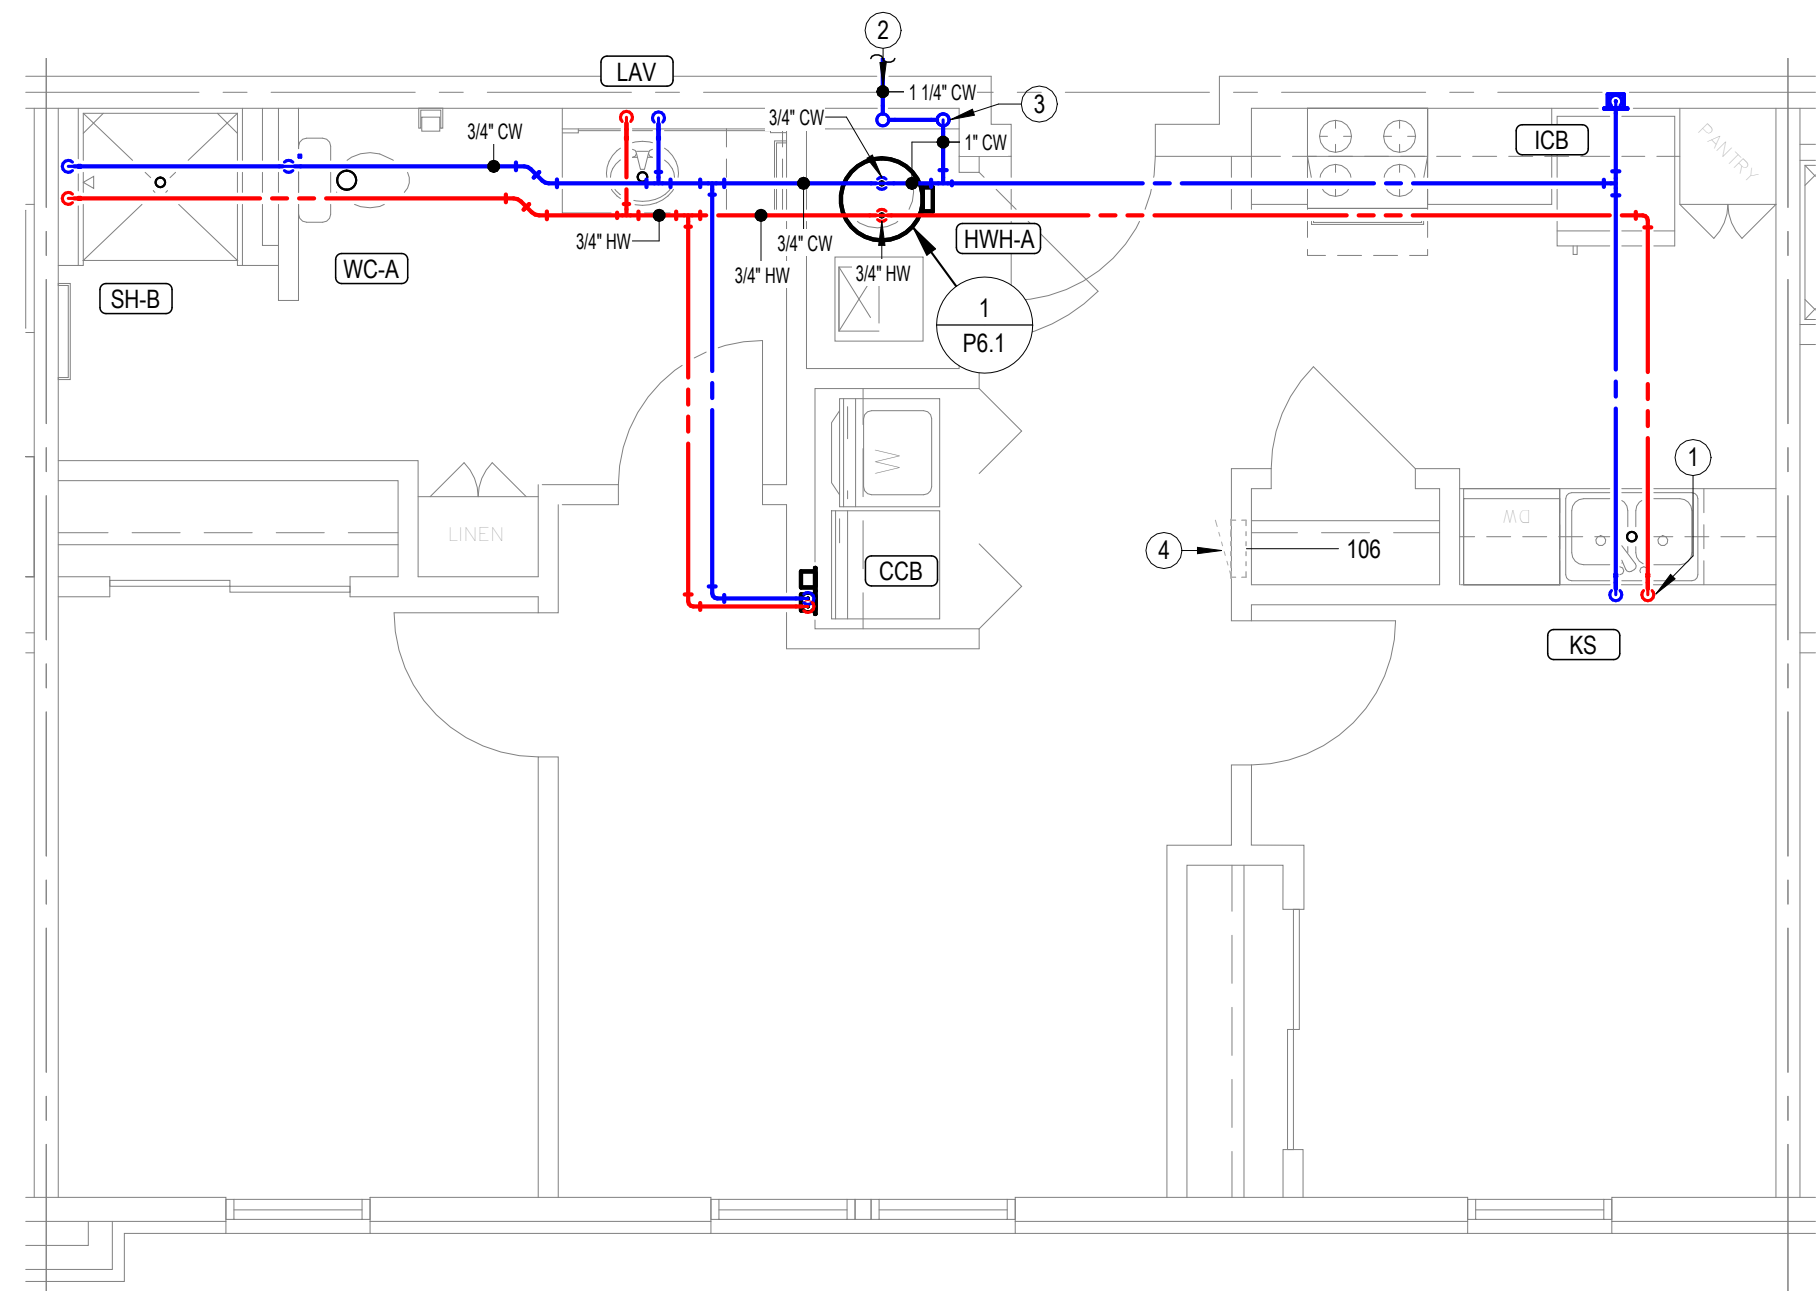 2
LAV
1 1/4" CW
3
3/4" CW
3/4" CW
1" CW
ICB
PANTRY
3/4" HW
3/4" CW
HWH-A
WC-A
3/4" HW
3/4" HW
SH-B
1
P6.1
W
1
LINEN
DW
4
106
CCB
KS